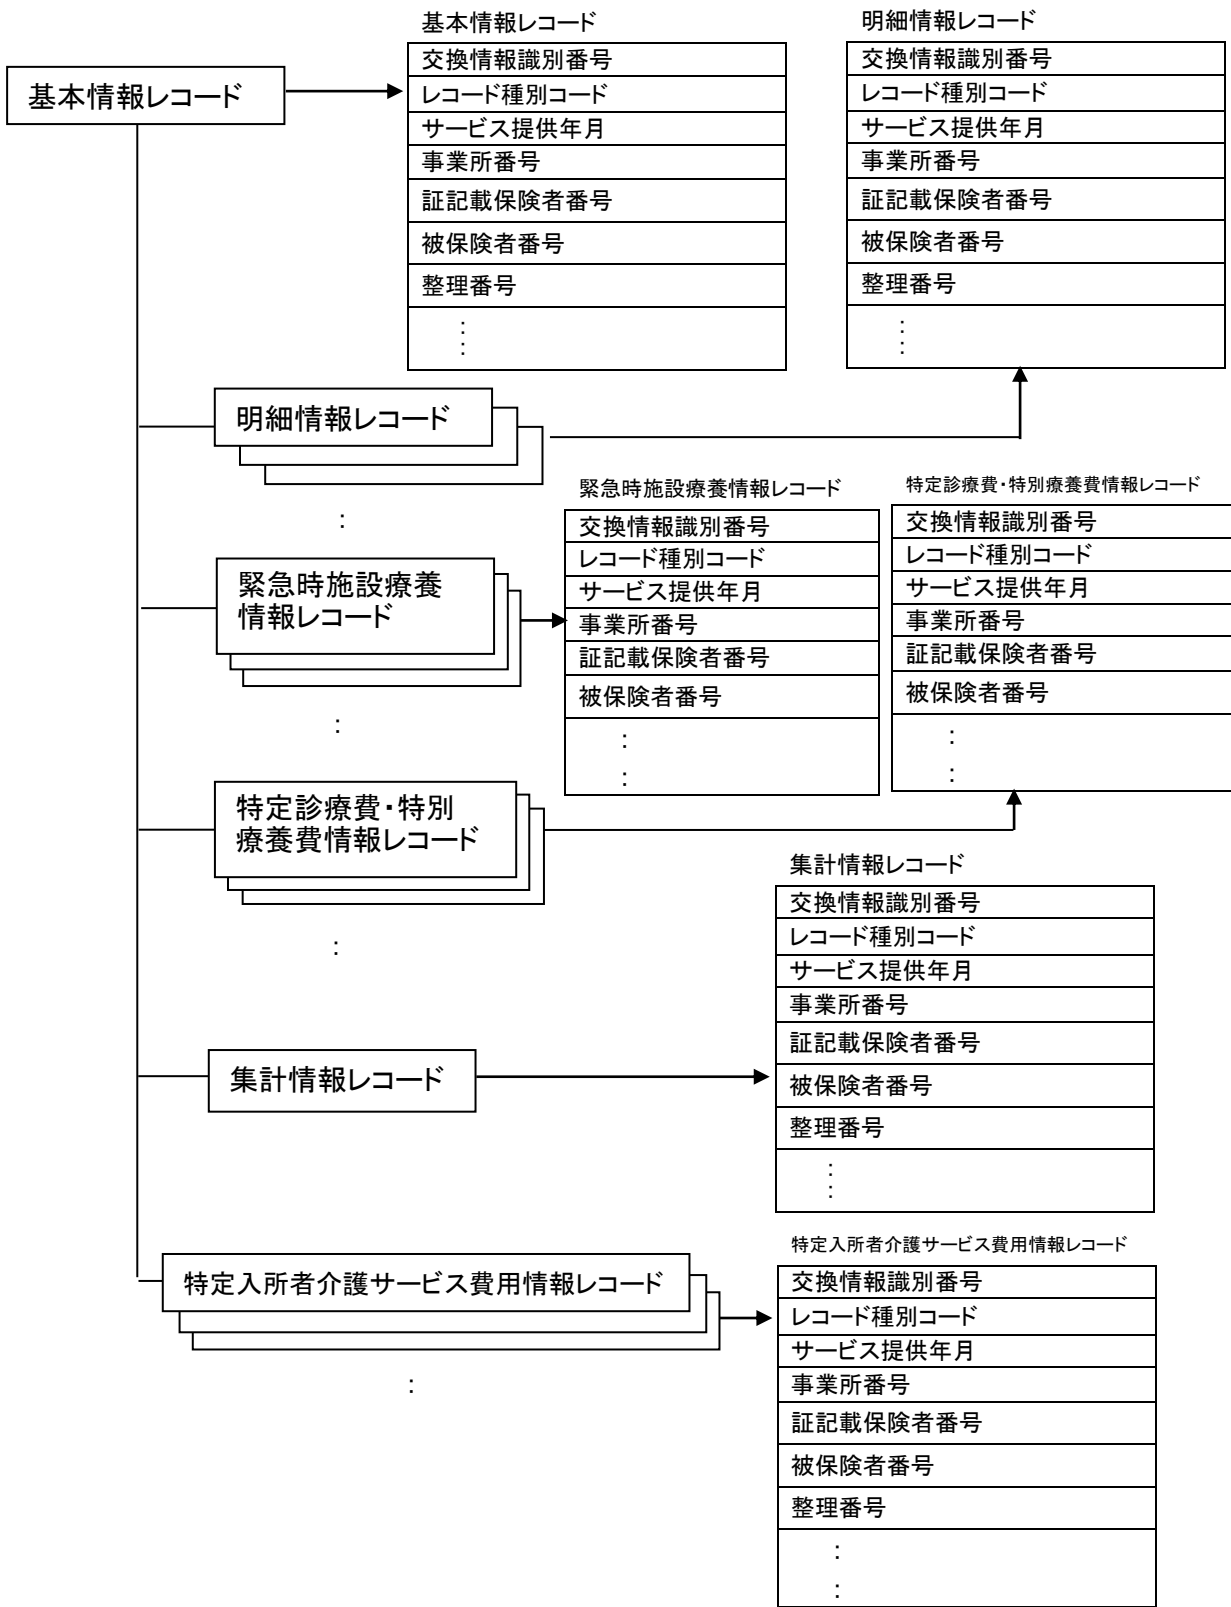 基本情報レコード
基本情報レコード
交換情報識別番号
レコード種別コード
サービス提供年月
事業所番号
証記載保険者番号
被保険者番号
整理番号
:
:
明細情報レコード
交換情報識別番号
レコード種別コード
サービス提供年月
事業所番号
証記載保険者番号
被保険者番号
整理番号
:
:
明細情報レコード
:
緊急時施設療養
情報レコード
:
緊急時施設療養情報レコード
交換情報識別番号
レコード種別コード
サービス提供年月
事業所番号
証記載保険者番号
被保険者番号
:
:
特定診療費・特別療養費情報レコード
交換情報識別番号
レコード種別コード
サービス提供年月
事業所番号
証記載保険者番号
被保険者番号
:
:
特定診療費・特別
療養費情報レコード
:
集計情報レコード
集計情報レコード
交換情報識別番号
レコード種別コード
サービス提供年月
事業所番号
証記載保険者番号
被保険者番号
整理番号
:
:
特定入所者介護サービス費用情報レコード
:
特定入所者介護サービス費用情報レコード
交換情報識別番号
レコード種別コード
サービス提供年月
事業所番号
証記載保険者番号
被保険者番号
整理番号
:
: